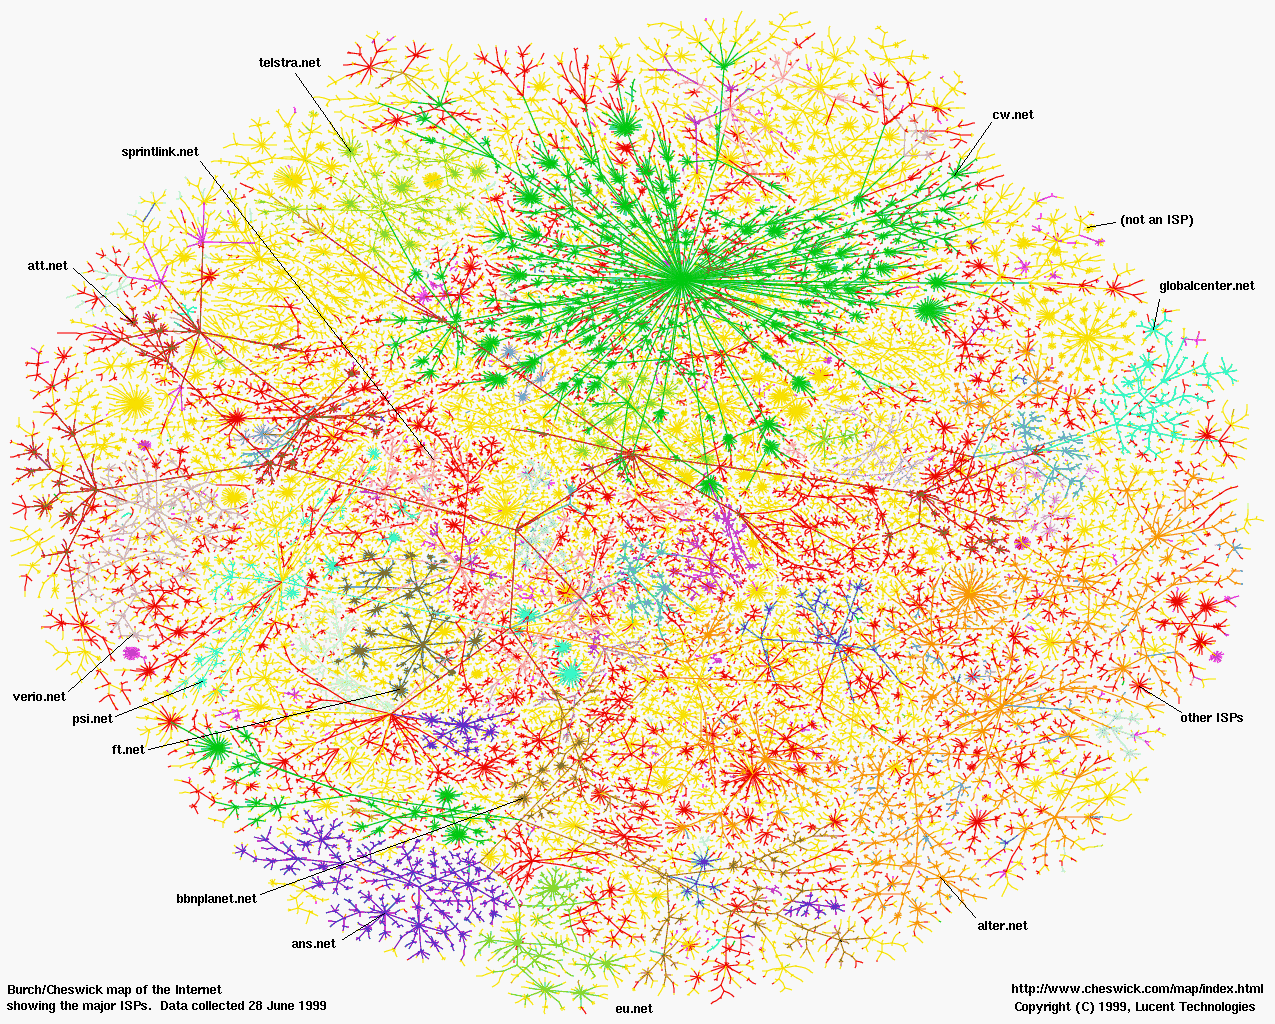 telstra.net
cw.net
sprintlink.net
(not an ISP)
att.net
globalcenter.net
verio.net
psi.net
other ISPs
ft.net
bbnplanet.net
alter.net
ans.net
Burch/Cheswick map of the Internet
showing the major ISPs.  Data collected 28 June 1999
eu.net
http://www.cheswick.com/map/index.html
Copyright (C) 1999, Lucent Technologies